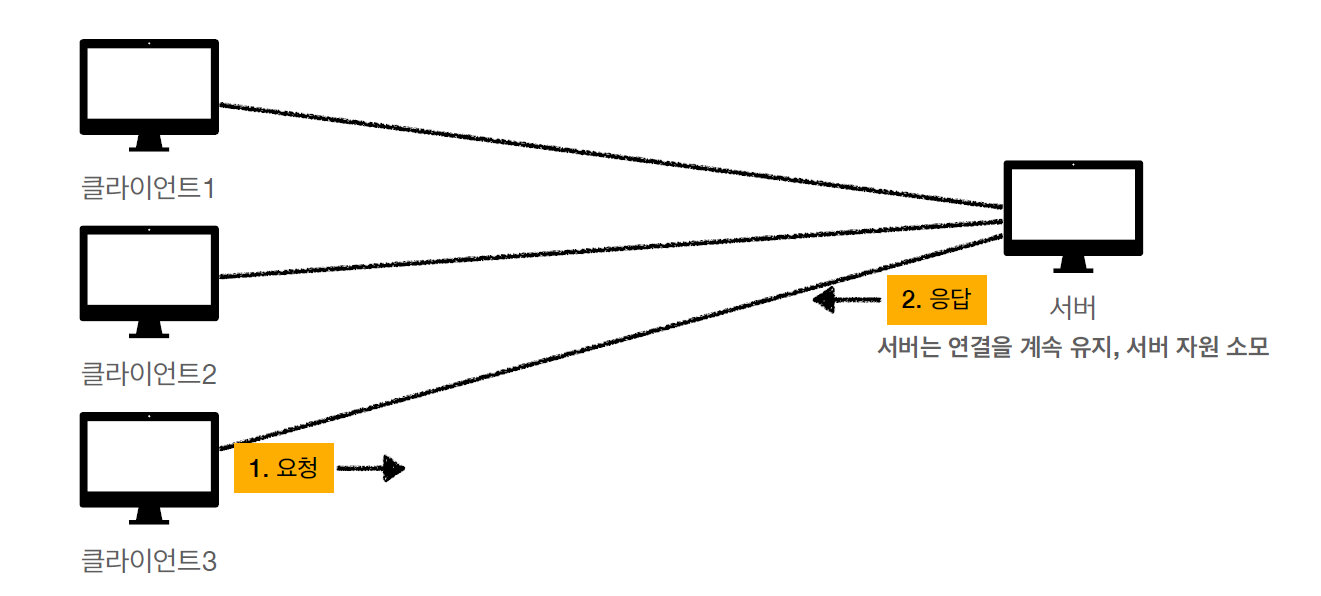 클라이언트1
클라이언트2
클라이언트3
1. 요청
2. 응답
서버
서버는 연결을 계속 유지, 서버 자원 소모